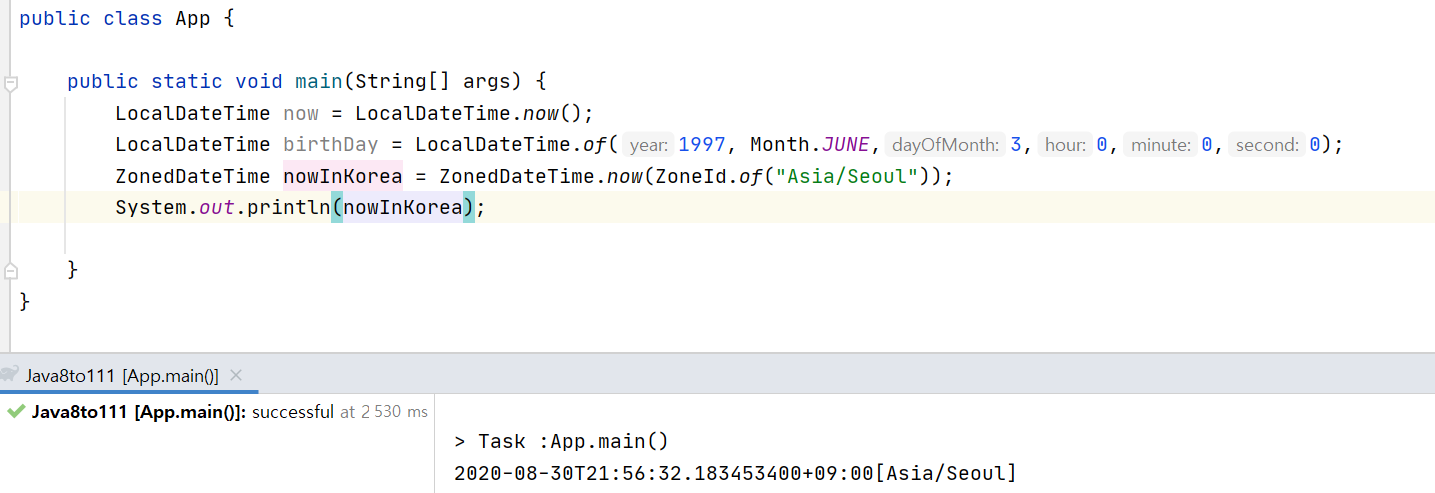 public class App {
public static void main(String[] args) {
LocalDateTime now = LocalDateTime.now();
LocalDateTime birthDay = LocalDateTime.of( year: 1997, Month.JUNE, dayOfMonth: 3, hour: 0, minute: 0, second: 0);
ZonedDateTime nowInKorea = ZonedDateTime.now(ZoneId.of("Asia/Seoul"));
System.out.println(nowInKorea);
}
}
Java8to111 [App.main()] ×
Java8to111 [App.main()]: successful at 2 530 ms
> Task :App.main()
2020-08-30T21:56:32.183453400+09:00[Asia/Seoul]